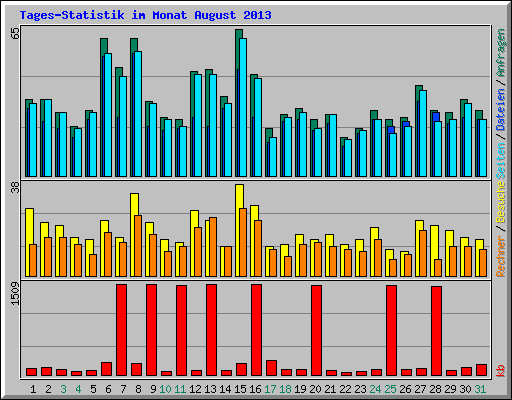 Tages-Statistik im Monat August 2013
65
38
1509
Rechner / Besuche Seiten / Dateien / Anfragen
kb
1 2 3 4 5 6 7 8 9 10 11 12 13 14 15 16 17 18 19 20 21 22 23 24 25 26 27 28 29 30 31